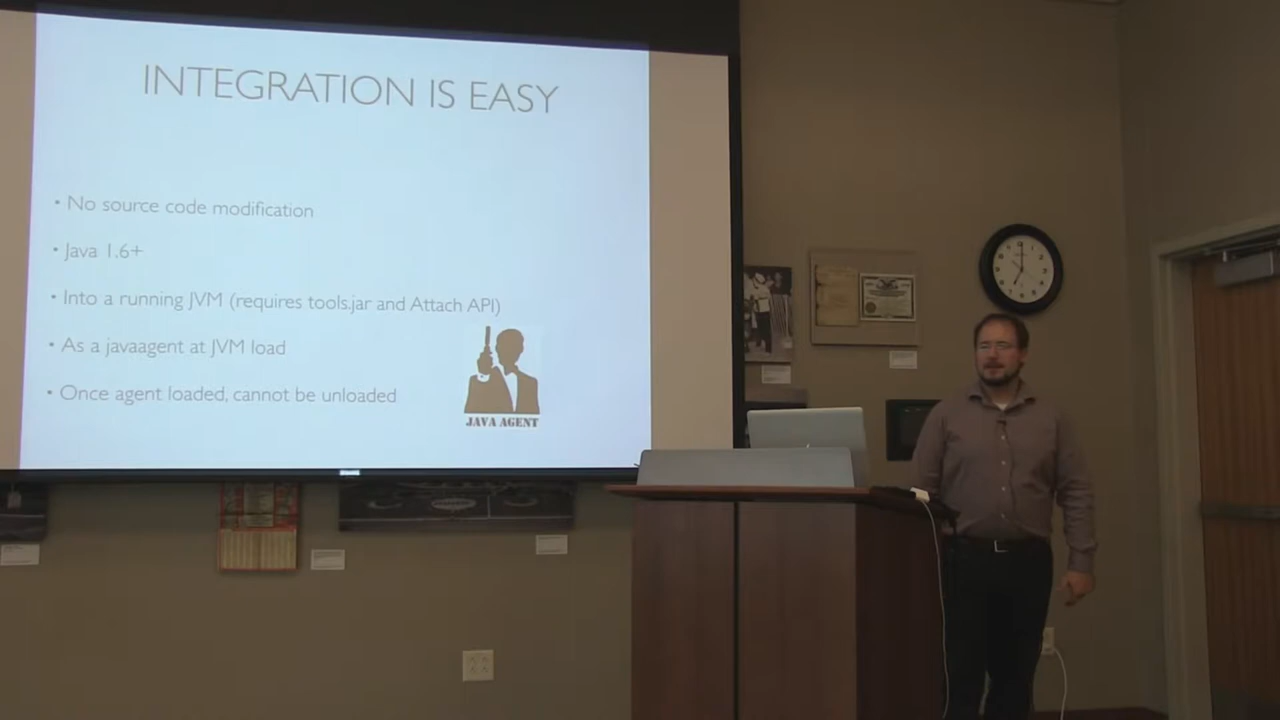 INTEGRATION IS EASY
• No source code modification
• Java 1.6+
• Into a running JVM (requires tools.jar and Attach API)
• As a javaagent at JVM load
• Once agent loaded, cannot be unloaded
JAVA AGENT